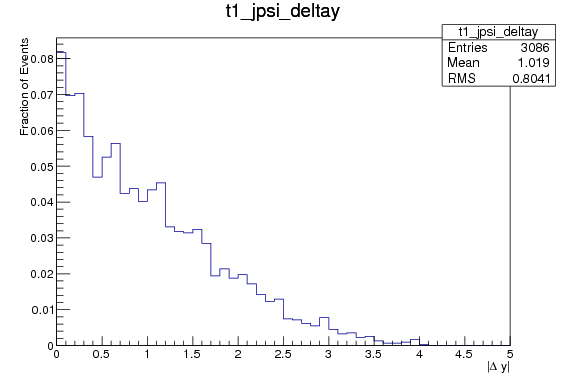 t1_jpsi_deltay
t1_jpsi_deltay
Entries 3086
Mean 1.019
RMS 0.8041
Fraction of Events
0.08
0.07
0.06
0.05
0.04
0.03
0.02
0.01
0
0 0.5 1 1.5 2 2.5 3 3.5 4 4.5 5
|Δ y|